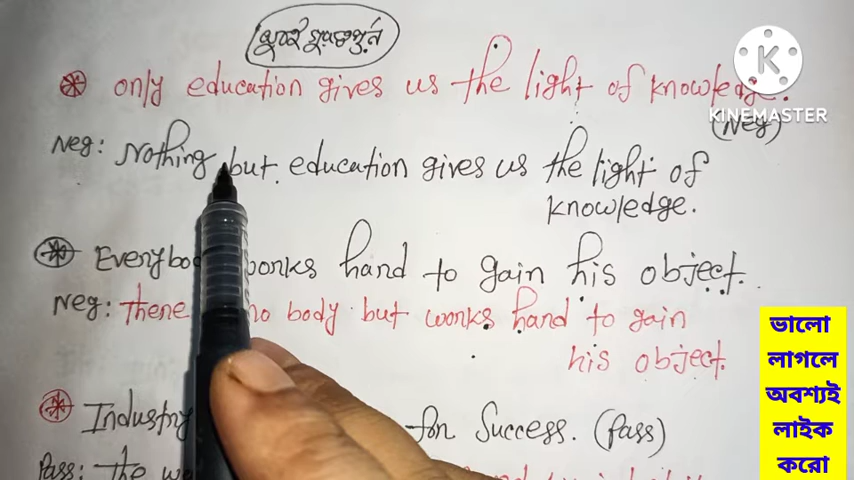 খুবই গুরুত্বপূর্ন
only education gives us the light of knowledge.
(Neg)
Neg: Nothing but education gives us the light of
knowledge.
Everybod works hard to gain his object.
Neg: there no body but works hard to gain
his object.
Industry for Success. (Pass)
Pass: the
K
KINEMASTER
ভালো
লাগলে
অবশ্যই
লাইক
করো